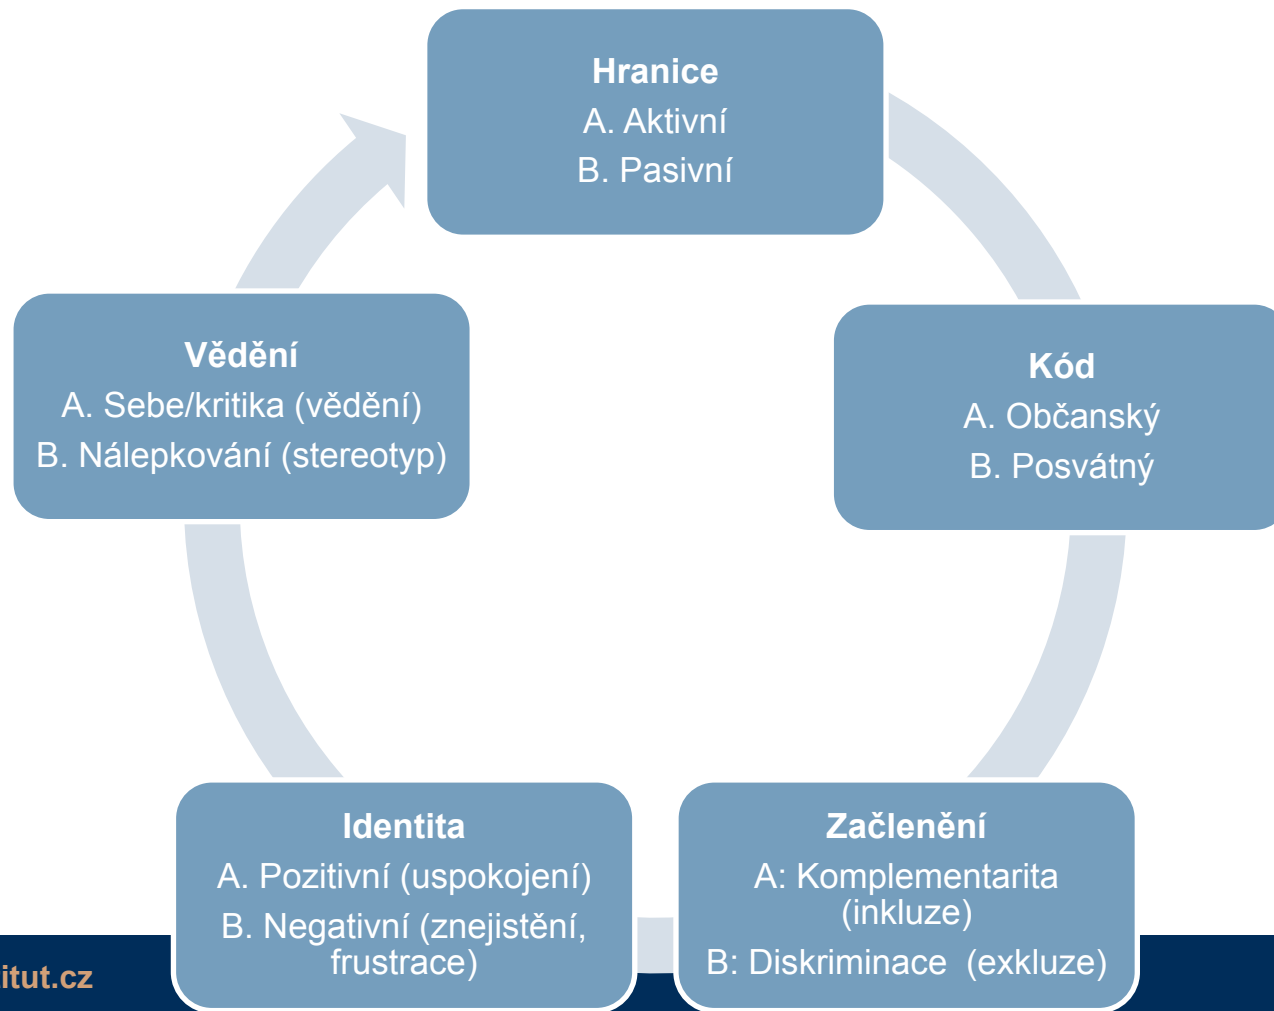 Hranice
A. Aktivní
B. Pasivní
Kód
A. Občanský
B. Posvátný
Začlenění
A: Komplementarita
(inkluze)
B: Diskriminace  (exkluze)
Identita
A. Pozitivní (uspokojení)
B. Negativní (znejistění,
frustrace)
Vědění
A. Sebe/kritika (vědění)
B. Nálepkování (stereotyp)
itut.cz